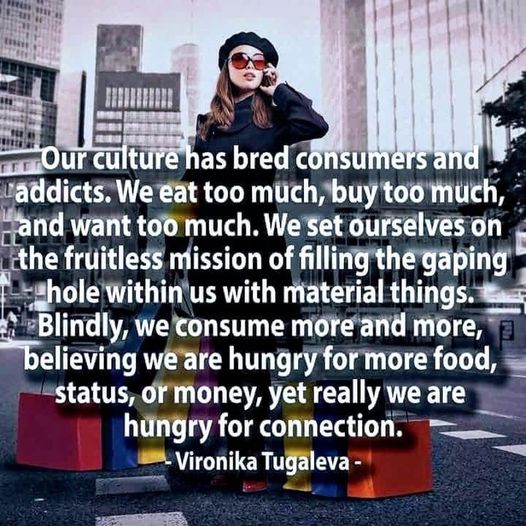 Our culture has bred consumers and
addicts. We eat too much, buy too much,
and want too much. We set ourselves on
the fruitless mission of filling the gaping
hole within us with material things.
Blindly, we consume more and more,
believing we are hungry for more food,
status, or money, yet really we are
hungry for connection.
- Vironika Tugaleva -